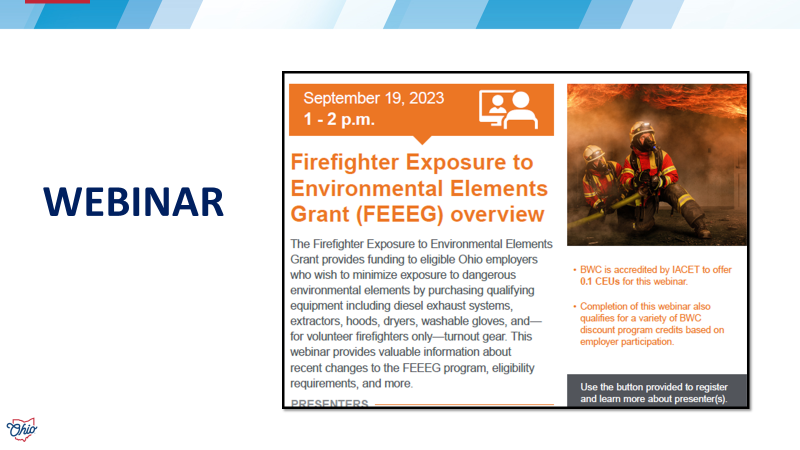 WEBINAR
September 19, 2023
1 - 2 p.m.
Firefighter Exposure to
Environmental Elements
Grant (FEEEG) overview
The Firefighter Exposure to Environmental Elements
Grant provides funding to eligible Ohio employers
who wish to minimize exposure to dangerous
environmental elements by purchasing qualifying
equipment including diesel exhaust systems,
extractors, hoods, dryers, washable gloves, and—
for volunteer firefighters only—turnout gear. This
webinar provides valuable information about
recent changes to the FEEEG program, eligibility
requirements, and more.
PRESENTERS
• BWC is accredited by IACET to offer
0.1 CEUs for this webinar.
• Completion of this webinar also
qualifies for a variety of BWC
discount program credits based on
employer participation.
Use the button provided to register
and learn more about presenter(s).
Ohio